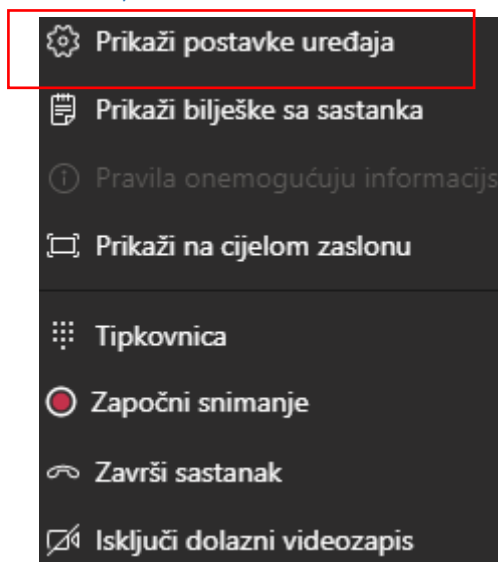 Prikaži postavke uređaja
Prikaži bilješke sa sastanka
Pravila onemogućuju informacijs
Prikaži na cijelom zaslonu
Tipkovnica
Započni snimanje
Završi sastanak
Isključi dolazni videozapis